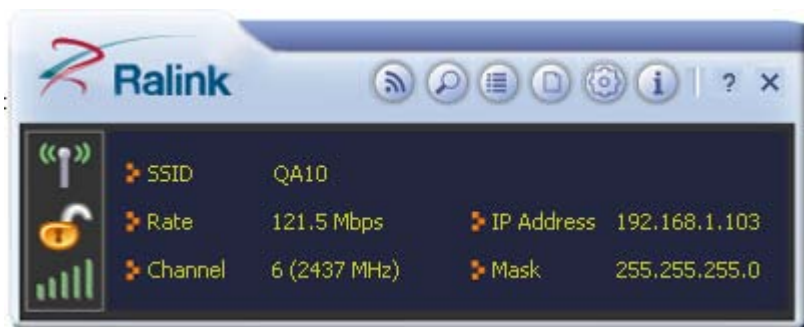 Ralink
i ? ×
SSID QA10
Rate 121.5 Mbps IP Address 192.168.1.103
Channel 6 (2437 MHz) Mask 255.255.255.0